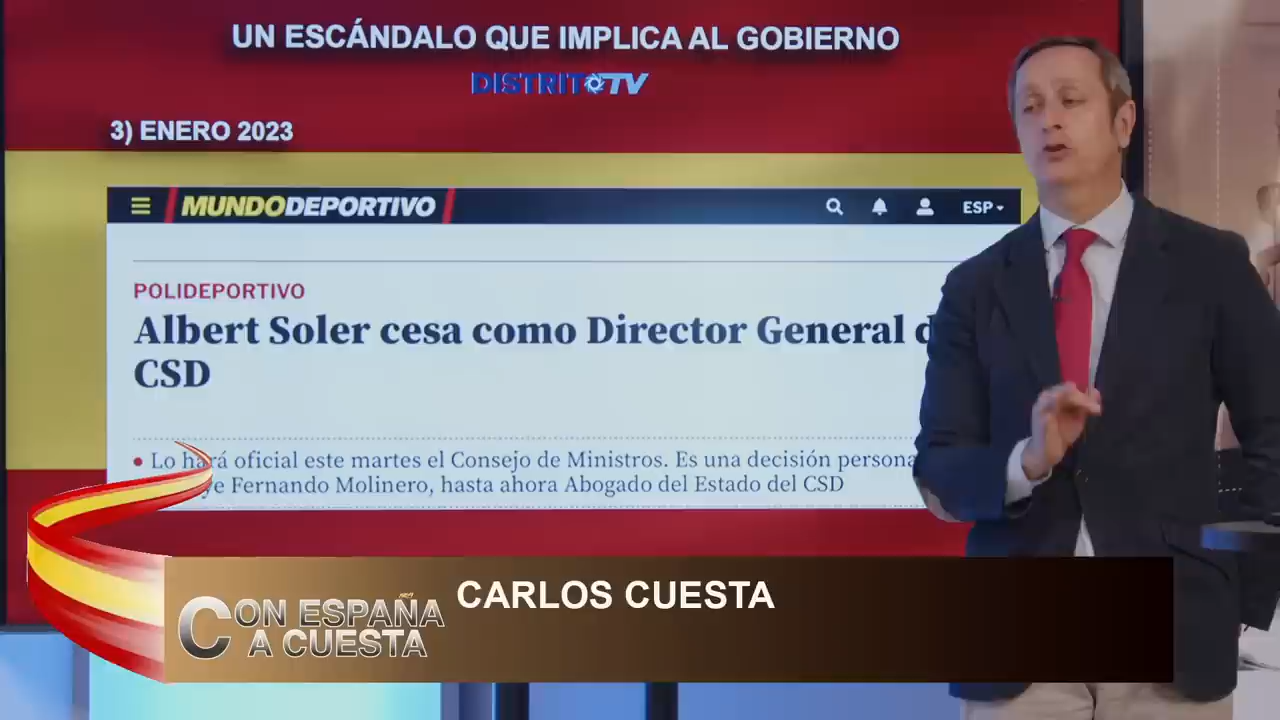 UN ESCÁNDALO QUE IMPLICA AL GOBIERNO
DISTRITO TV
3) ENERO 2023
MUNDODEPORTIVO
ESP
POLIDEPORTIVO
Albert Soler cesa como Director General
CSD
Lo hará oficial este martes el Consejo de Ministros. Es una decisión
Fernando Molinero, hasta ahora Abogado del Estado del CSD
CARLOS CUESTA
CON ESPAÑA
A CUESTA